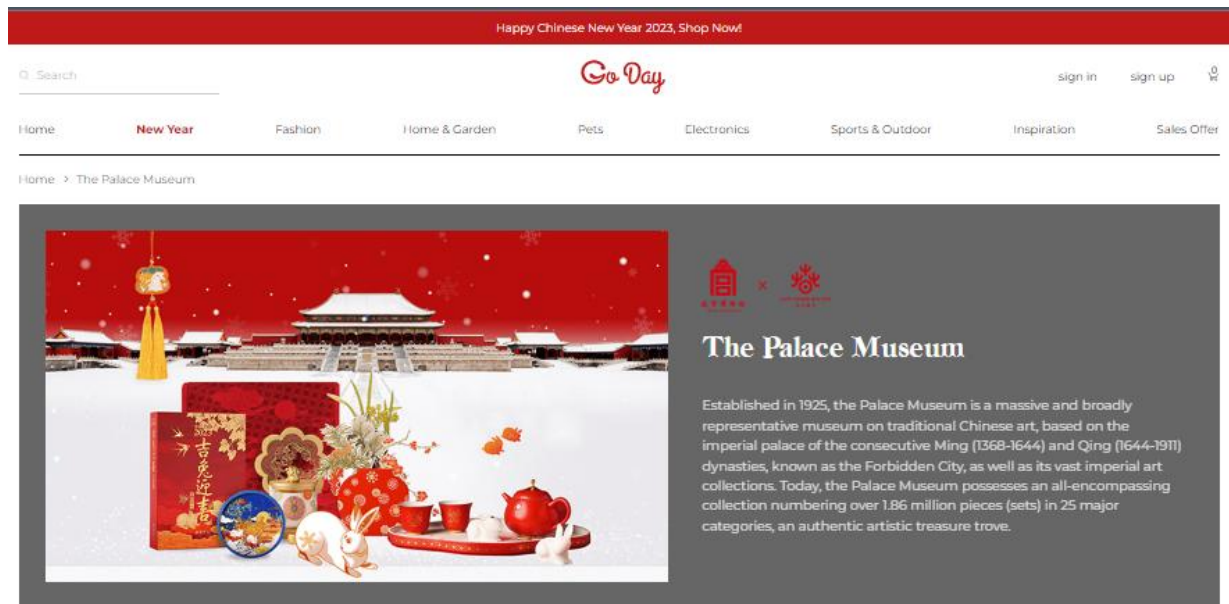 Happy Chinese New Year 2023, Shop Now!
Search
Go Day
sign in
sign up
0
Home
New Year
Fashion
Home & Garden
Pets
Electronics
Sports & Outdoor
Inspiration
Sales Offer
Home > The Palace Museum
吉兔迎吉
x
The Palace Museum
Established in 1925, the Palace Museum is a massive and broadly
representative museum on traditional Chinese art, based on the
imperial palace of the consecutive Ming (1368-1644) and Qing (1644-1911)
dynasties, known as the Forbidden City, as well as its vast imperial art
collections. Today, the Palace Museum possesses an all-encompassing
collection numbering over 1.86 million pieces (sets) in 25 major
categories, an authentic artistic treasure trove.